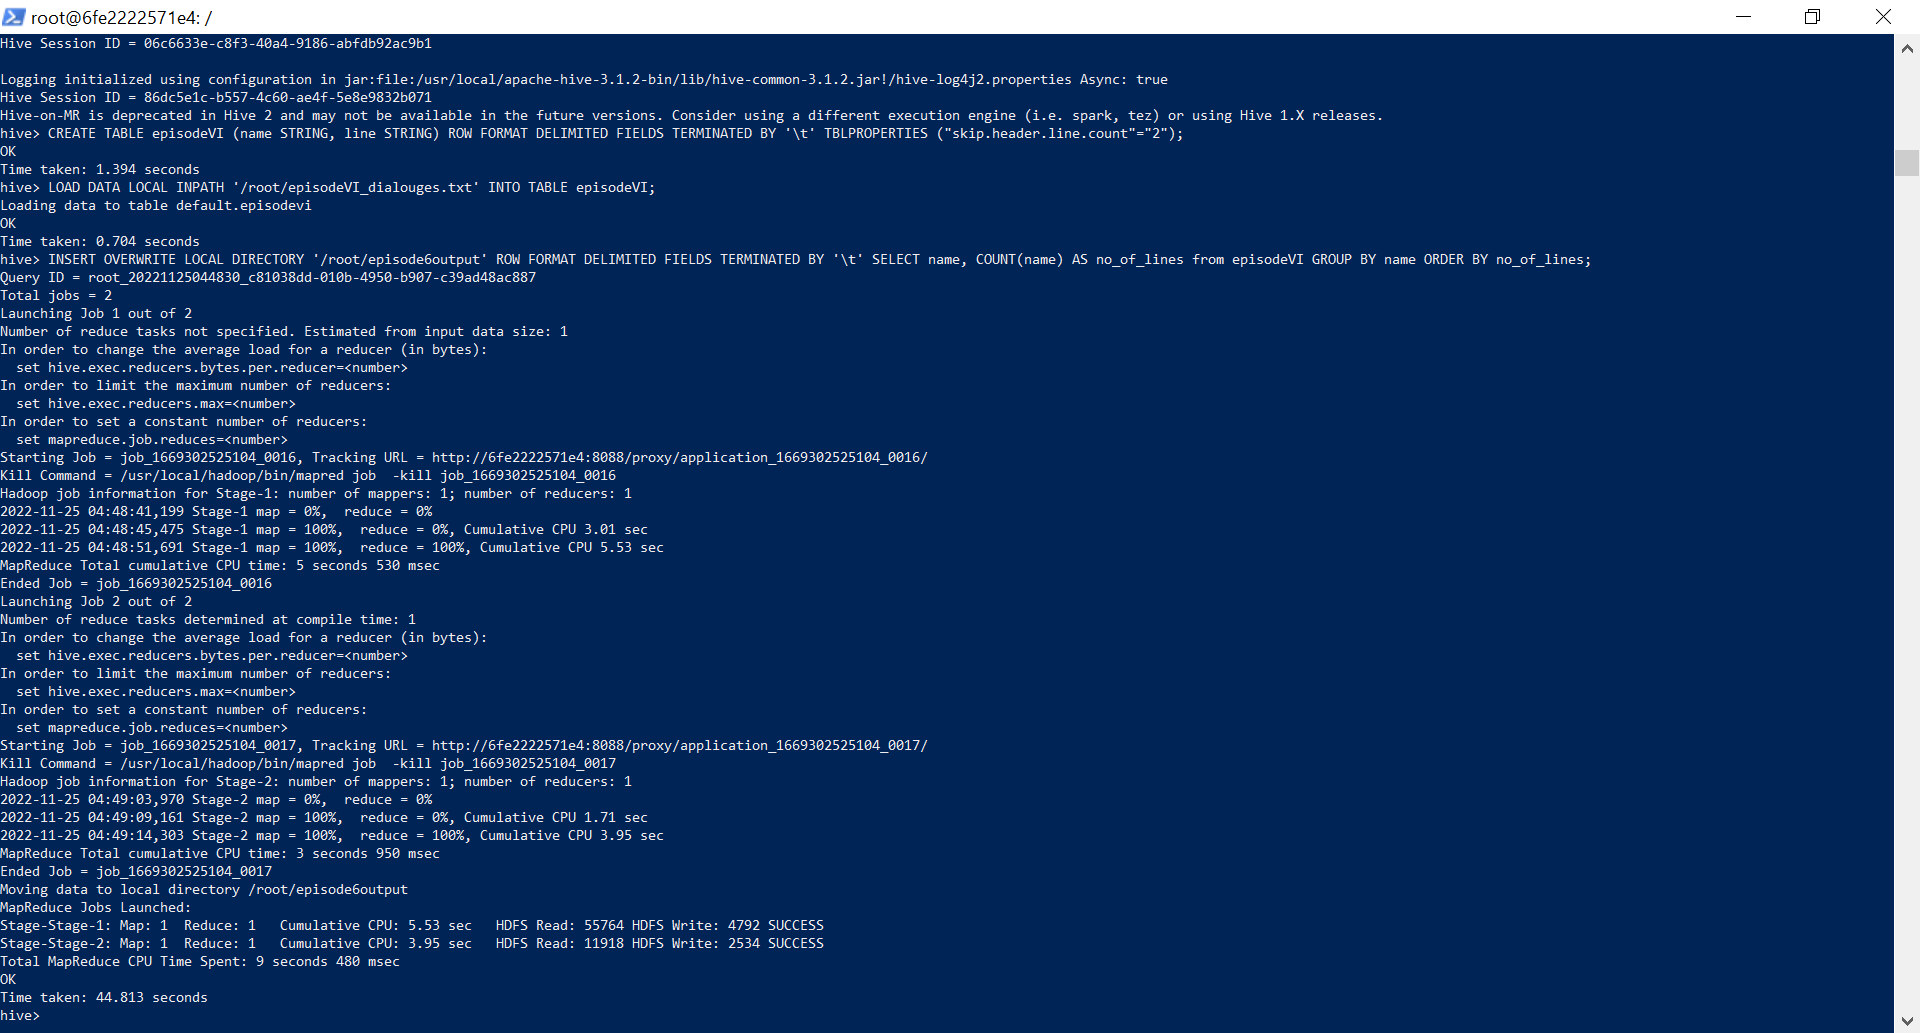 root@6fe2222571e4: /
Hive Session ID = 06c6633e-c8f3-40a4-9186-abfdb92ac9b1
Logging initialized using configuration in jar:file:/usr/local/apache-hive-3.1.2-bin/lib/hive-common-3.1.2.jar!/hive-log4j2.properties Async: true
Hive Session ID = 86dc5e1c-b557-4c60-ae4f-5e8e9832b071
Hive-on-MR is deprecated in Hive 2 and may not be available in the future versions. Consider using a different execution engine (i.e. spark, tez) or using Hive 1.X releases.
hive> CREATE TABLE episodeVI (name STRING, line STRING) ROW FORMAT DELIMITED FIELDS TERMINATED BY '\t' TBLPROPERTIES ("skip.header.line.count"="2");
OK
Time taken: 1.394 seconds
hive> LOAD DATA LOCAL INPATH '/root/episodeVI_dialouges.txt' INTO TABLE episodeVI;
Loading data to table default.episodevi
OK
Time taken: 0.704 seconds
hive> INSERT OVERWRITE LOCAL DIRECTORY '/root/episode6output' ROW FORMAT DELIMITED FIELDS TERMINATED BY '\t' SELECT name, COUNT(name) AS no_of_lines from episodeVI GROUP BY name ORDER BY no_of_lines;
Query ID = root_20221125044830_c81038dd-010b-4950-b907-c39ad48ac887
Total jobs = 2
Launching Job 1 out of 2
Number of reduce tasks not specified. Estimated from input data size: 1
In order to change the average load for a reducer (in bytes):
  set hive.exec.reducers.bytes.per.reducer=<number>
In order to limit the maximum number of reducers:
  set hive.exec.reducers.max=<number>
In order to set a constant number of reducers:
  set mapreduce.job.reduces=<number>
Starting Job = job_1669302525104_0016, Tracking URL = http://6fe2222571e4:8088/proxy/application_1669302525104_0016/
Kill Command = /usr/local/hadoop/bin/mapred job  -kill job_1669302525104_0016
Hadoop job information for Stage-1: number of mappers: 1; number of reducers: 1
2022-11-25 04:48:41,199 Stage-1 map = 0%,  reduce = 0%
2022-11-25 04:48:45,475 Stage-1 map = 100%,  reduce = 0%, Cumulative CPU 3.01 sec
2022-11-25 04:48:51,691 Stage-1 map = 100%,  reduce = 100%, Cumulative CPU 5.53 sec
MapReduce Total cumulative CPU time: 5 seconds 530 msec
Ended Job = job_1669302525104_0016
Launching Job 2 out of 2
Number of reduce tasks determined at compile time: 1
In order to change the average load for a reducer (in bytes):
  set hive.exec.reducers.bytes.per.reducer=<number>
In order to limit the maximum number of reducers:
  set hive.exec.reducers.max=<number>
In order to set a constant number of reducers:
  set mapreduce.job.reduces=<number>
Starting Job = job_1669302525104_0017, Tracking URL = http://6fe2222571e4:8088/proxy/application_1669302525104_0017/
Kill Command = /usr/local/hadoop/bin/mapred job  -kill job_1669302525104_0017
Hadoop job information for Stage-2: number of mappers: 1; number of reducers: 1
2022-11-25 04:49:03,970 Stage-2 map = 0%,  reduce = 0%
2022-11-25 04:49:09,161 Stage-2 map = 100%,  reduce = 0%, Cumulative CPU 1.71 sec
2022-11-25 04:49:14,303 Stage-2 map = 100%,  reduce = 100%, Cumulative CPU 3.95 sec
MapReduce Total cumulative CPU time: 3 seconds 950 msec
Ended Job = job_1669302525104_0017
Moving data to local directory /root/episode6output
MapReduce Jobs Launched:
Stage-Stage-1: Map: 1  Reduce: 1   Cumulative CPU: 5.53 sec   HDFS Read: 55764 HDFS Write: 4792 SUCCESS
Stage-Stage-2: Map: 1  Reduce: 1   Cumulative CPU: 3.95 sec   HDFS Read: 11918 HDFS Write: 2534 SUCCESS
Total MapReduce CPU Time Spent: 9 seconds 480 msec
OK
Time taken: 44.813 seconds
hive>